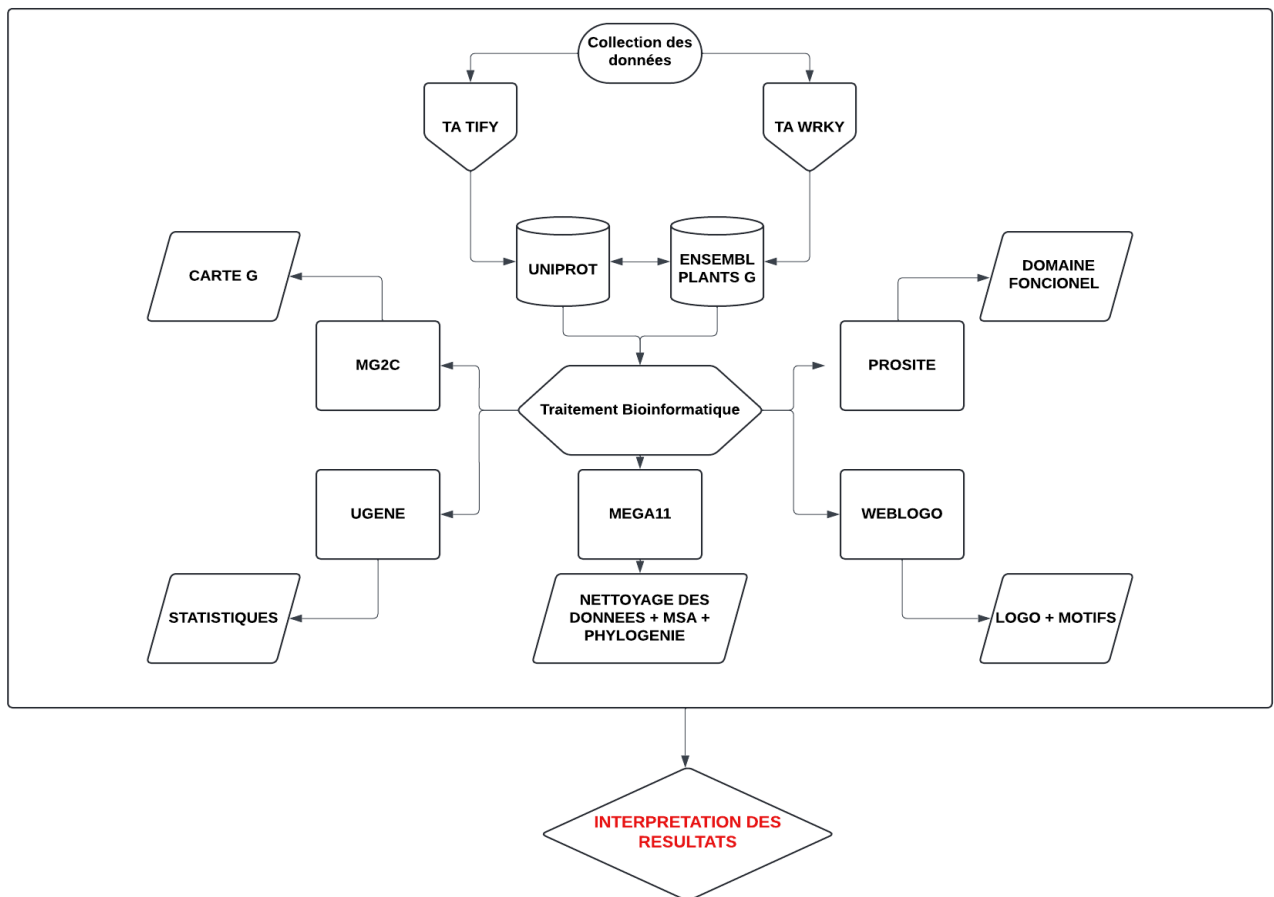 Collection des
données
TA TIFY
TA WRKY
UNIPROT
ENSEMBL
PLANTS G
CARTE G
DOMAINE
FONCIONEL
MG2C
PROSITE
Traitement Bioinformatique
UGENE
MEGA11
WEBLOGO
STATISTIQUES
NETTOYAGE DES
DONNEES + MSA +
PHYLOGENIE
LOGO + MOTIFS
INTERPRETATION DES
RESULTATS